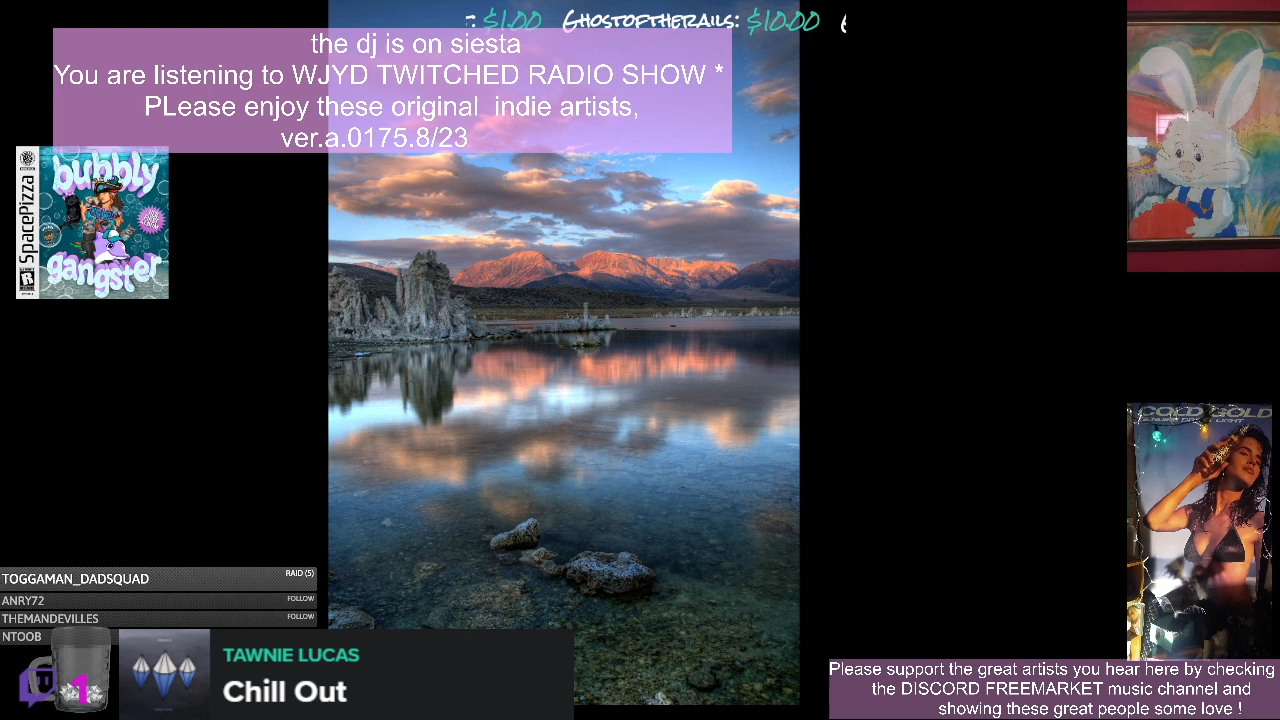 : $1.00 Ghostoftherails: $10.00
the dj is on siesta
You are listening to WJYD TWITCHED RADIO SHOW *
PLease enjoy these original indie artists,
ver.a.0175.8/23
bubbly
gangster
SpacePizza
COLD GOLD
TOGGAMAN_DADSQUAD RAID (5)
ANRY72 FOLLOW
THEMANDEVILLES FOLLOW
NTOOB
1
TAWNIE LUCAS
Chill Out
Please support the great artists you hear here by checking
the DISCORD FREEMARKET music channel and
showing these great people some love !